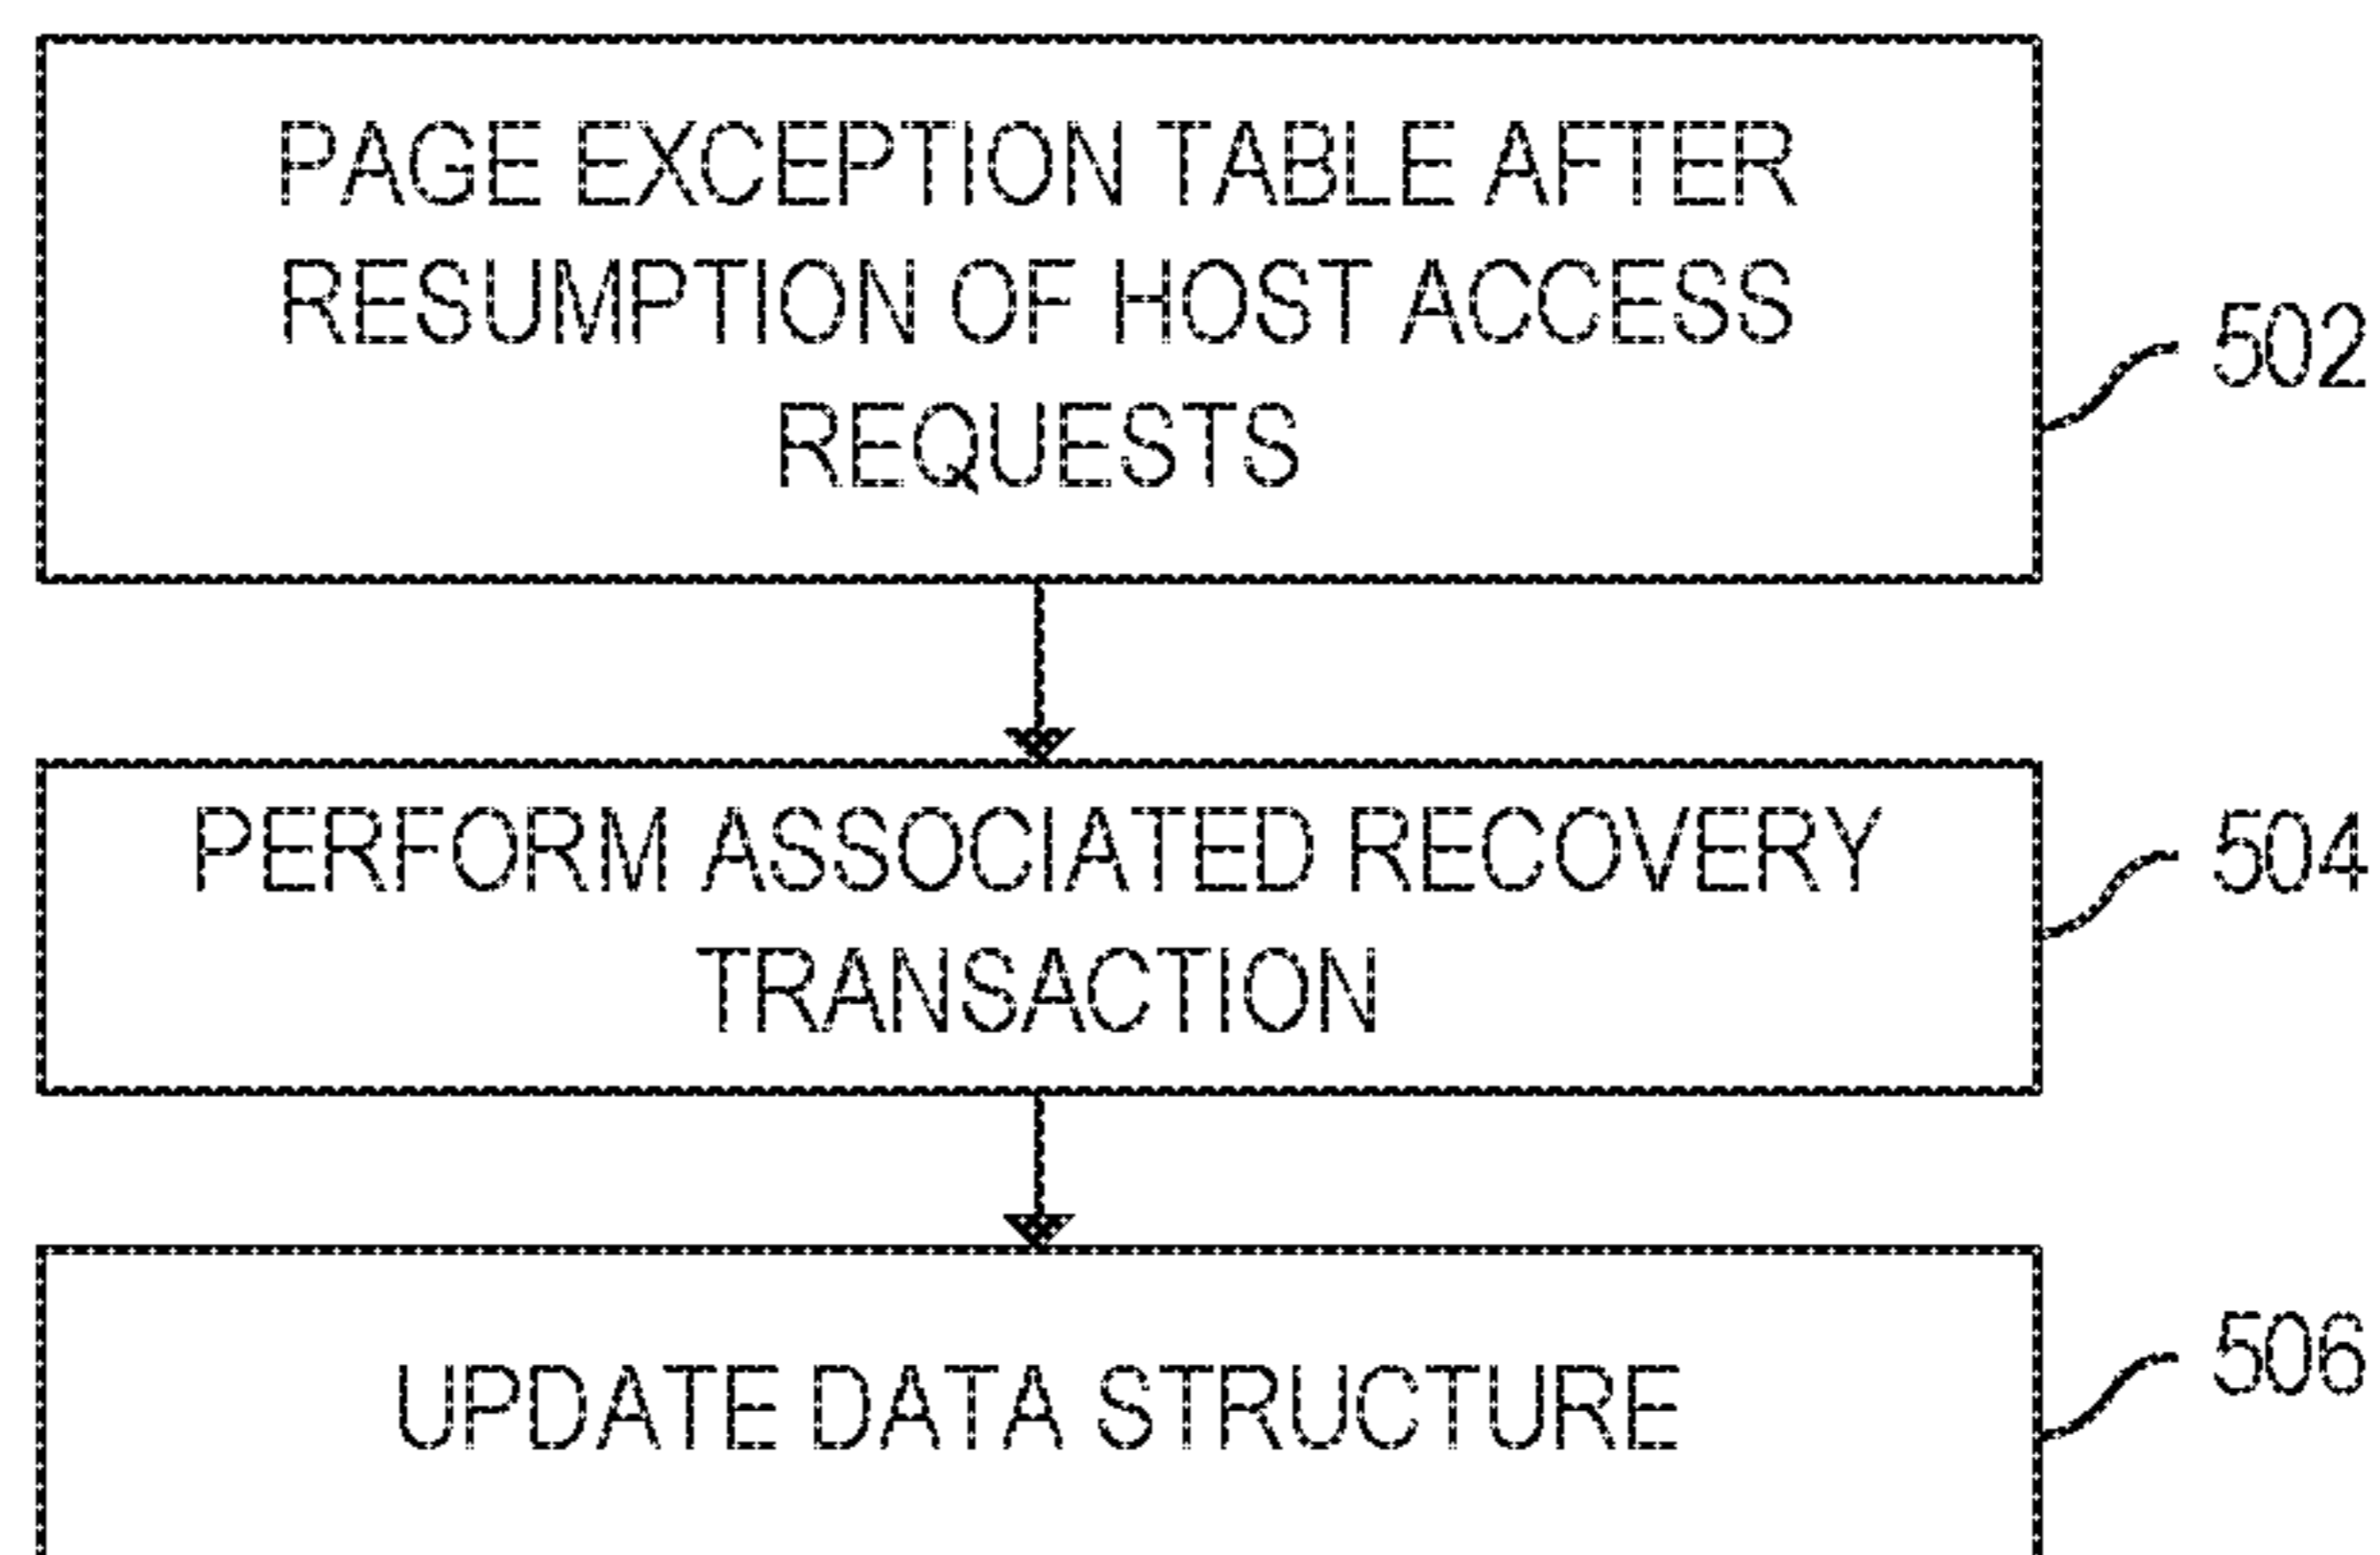 PAGE EXCEPTION TABLE AFTER
RESUMPTION OF HOST ACCESS
REQUESTS
502
PERFORM ASSOCIATED RECOVERY
TRANSACTION
504
UPDATE DATA STRUCTURE
506